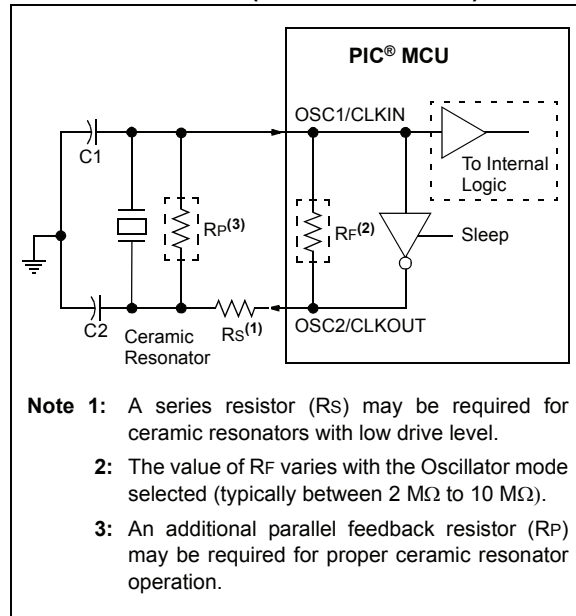 PIC® MCU
OSC1/CLKIN
C1
To Internal
Logic
RP(3)
RF(2)
Sleep
C2
Ceramic
Resonator
RS(1)
OSC2/CLKOUT
Note 1: A series resistor (RS) may be required for
ceramic resonators with low drive level.
2: The value of RF varies with the Oscillator mode
selected (typically between 2 MΩ to 10 MΩ).
3: An additional parallel feedback resistor (RP)
may be required for proper ceramic resonator
operation.